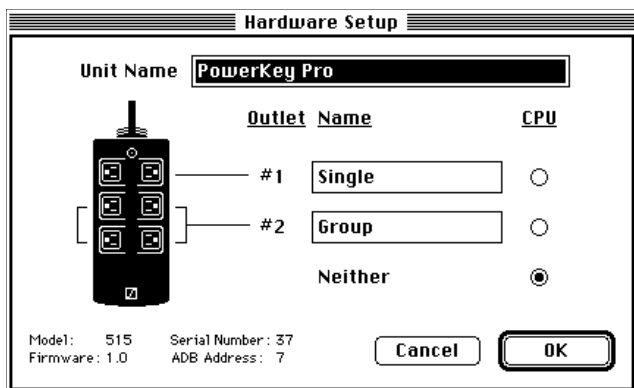 Hardware Setup
Unit Name PowerKey Pro
Outlet Name CPU
#1 Single
#2 Group
Neither
Model: 515 Serial Number: 37
Firmware: 1.0 ADB Address: 7
Cancel OK